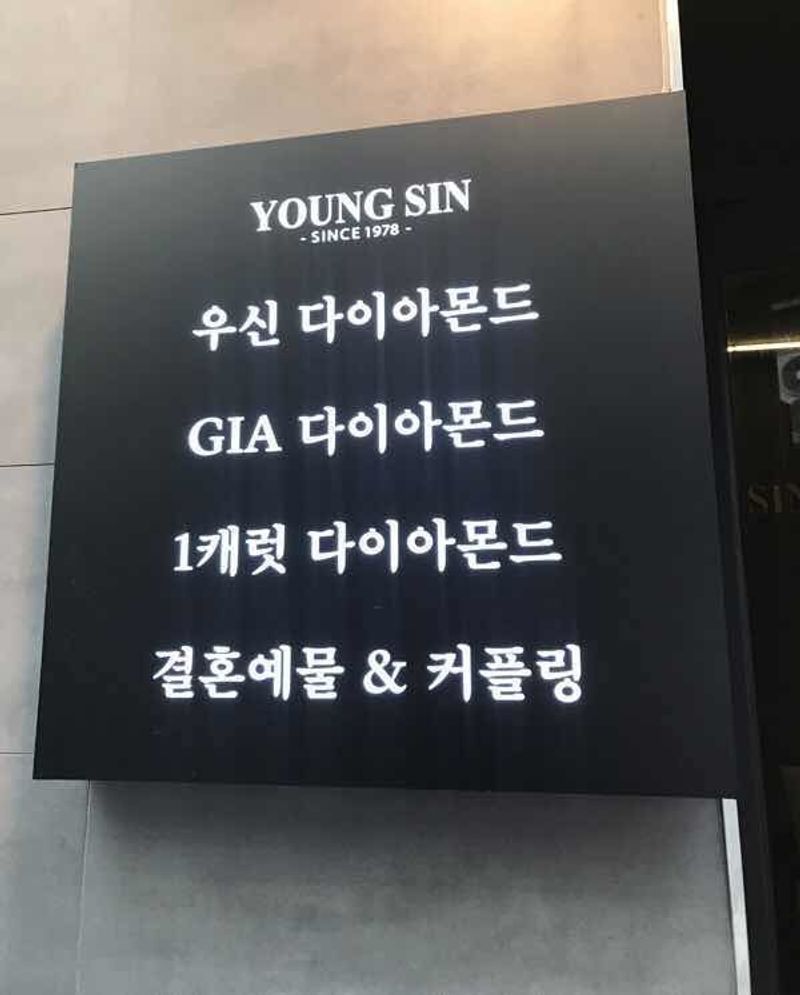 YOUNG SIN
- SINCE 1978 -
우신 다이아몬드
GIA 다이아몬드
1캐럿 다이아몬드
결혼예물 & 커플링
SIN